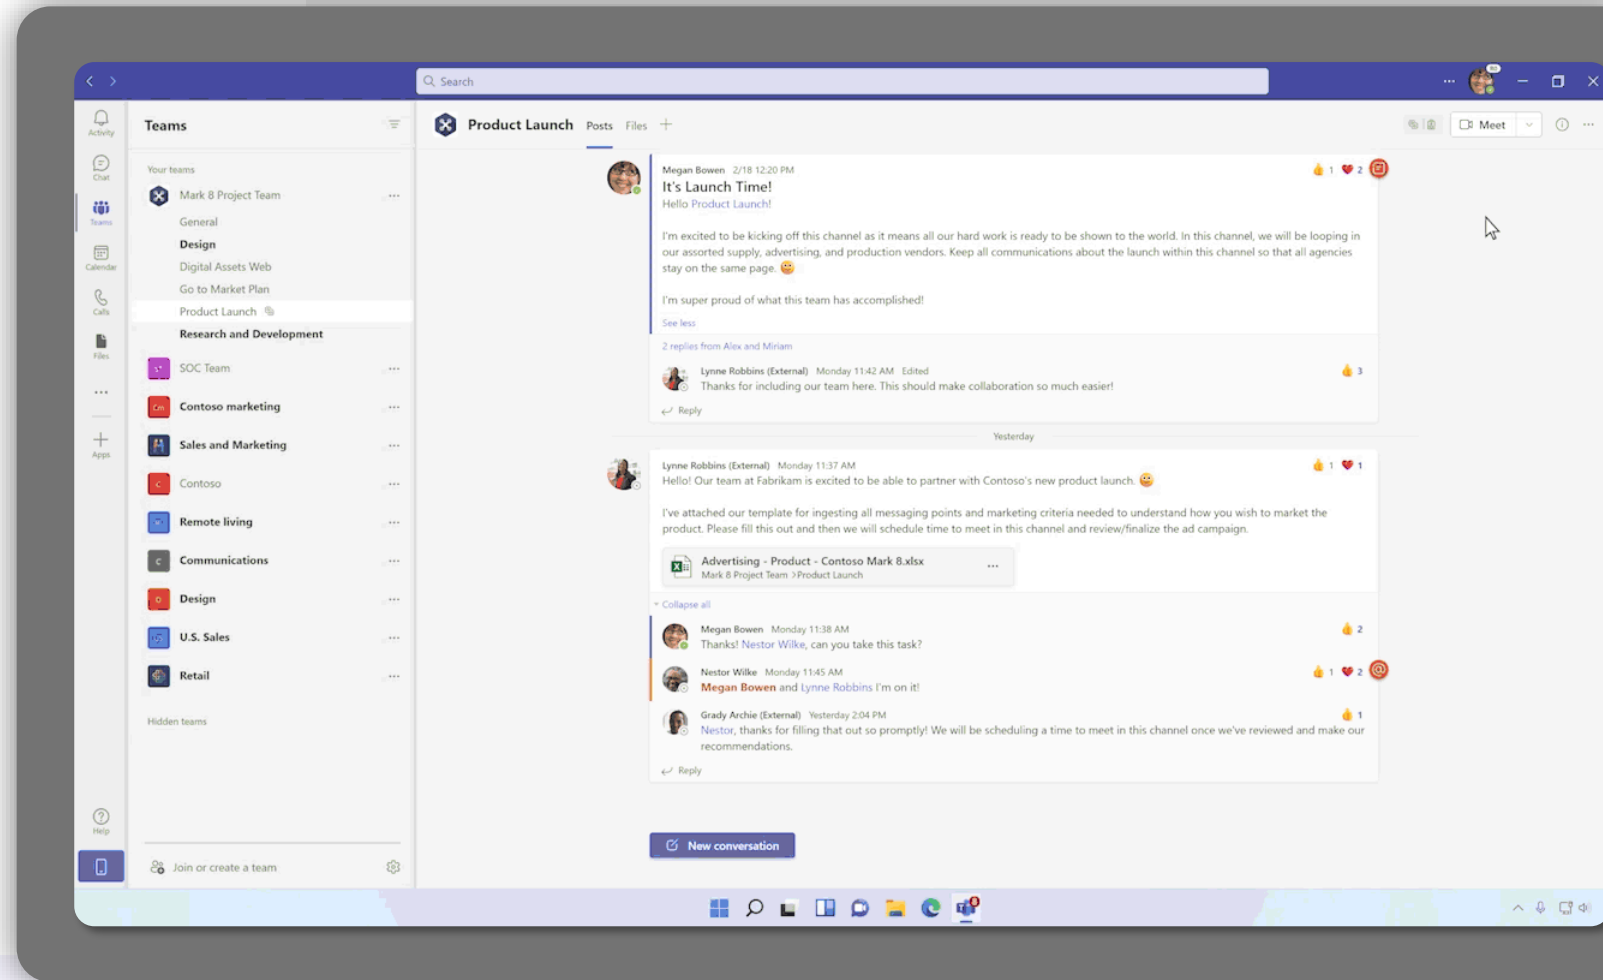 Search
Activity
Chat
Teams
Calendar
Calls
Files
Apps
Help
Teams
Your teams
Mark 8 Project Team
General
Design
Digital Assets Web
Go to Market Plan
Product Launch
Research and Development
SOC Team
Cm Contoso marketing
Sales and Marketing
C Contoso
Remote living
C Communications
D Design
U.S. Sales
Retail
Hidden teams
Join or create a team
Product Launch Posts Files
Meet
Megan Bowen 2/18 12:20 PM
1 2
It's Launch Time!
Hello Product Launch!
I'm excited to be kicking off this channel as it means all our hard work is ready to be shown to the world. In this channel, we will be looping in
our assorted supply, advertising, and production vendors. Keep all communications about the launch within this channel so that all agencies
stay on the same page.
I'm super proud of what this team has accomplished!
See less
2 replies from Alex and Miriam
Lynne Robbins (External) Monday 11:42 AM Edited
3
Thanks for including our team here. This should make collaboration so much easier!
Reply
Yesterday
Lynne Robbins (External) Monday 11:37 AM
1 1
Hello! Our team at Fabrikam is excited to be able to partner with Contoso's new product launch.
I've attached our template for ingesting all messaging points and marketing criteria needed to understand how you wish to market the
product. Please fill this out and then we will schedule time to meet in this channel and review/finalize the ad campaign.
Advertising - Product - Contoso Mark 8.xlsx
Mark 8 Project Team >Product Launch
Collapse all
Megan Bowen Monday 11:38 AM
2
Thanks! Nestor Wilke, can you take this task?
Nestor Wilke Monday 11:45 AM
1 2 @
Megan Bowen and Lynne Robbins I'm on it!
Grady Archie (External) Yesterday 2:04 PM
1
Nestor, thanks for filling that out so promptly! We will be scheduling a time to meet in this channel once we've reviewed and make our
recommendations.
Reply
New conversation